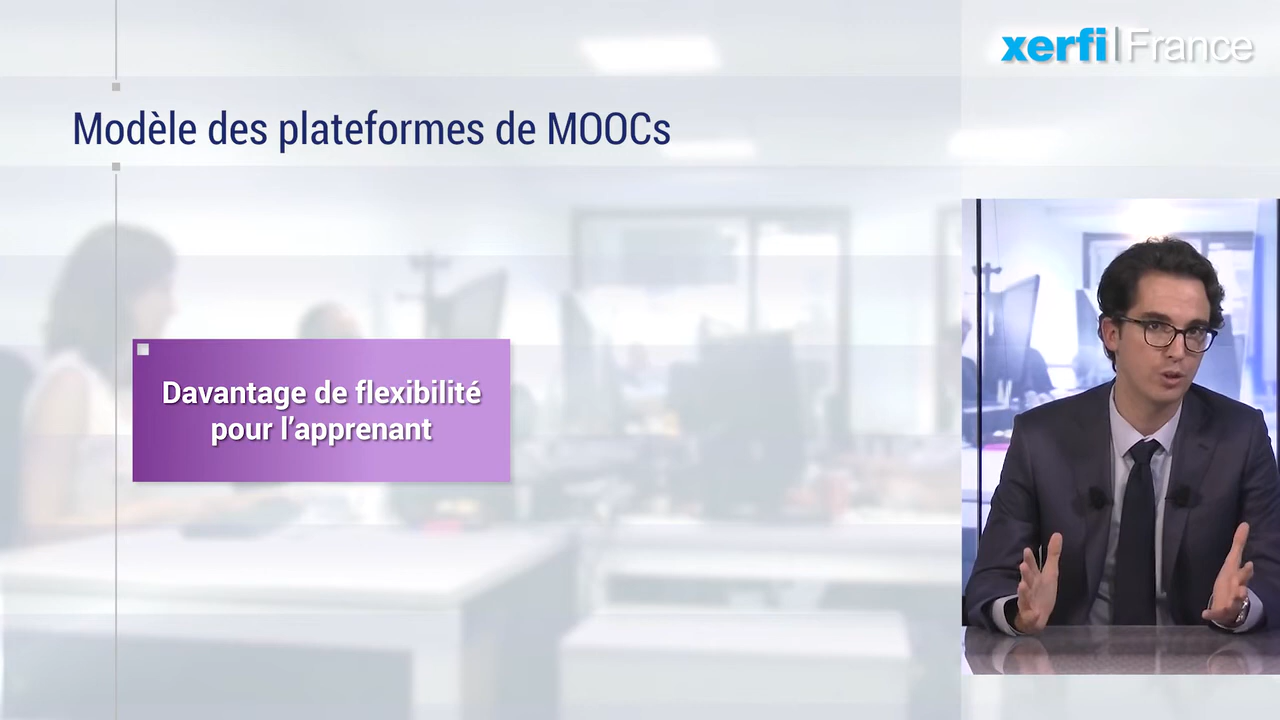 xerfi|France
Modèle des plateformes de MOOCs
Davantage de flexibilité
pour l’apprenant